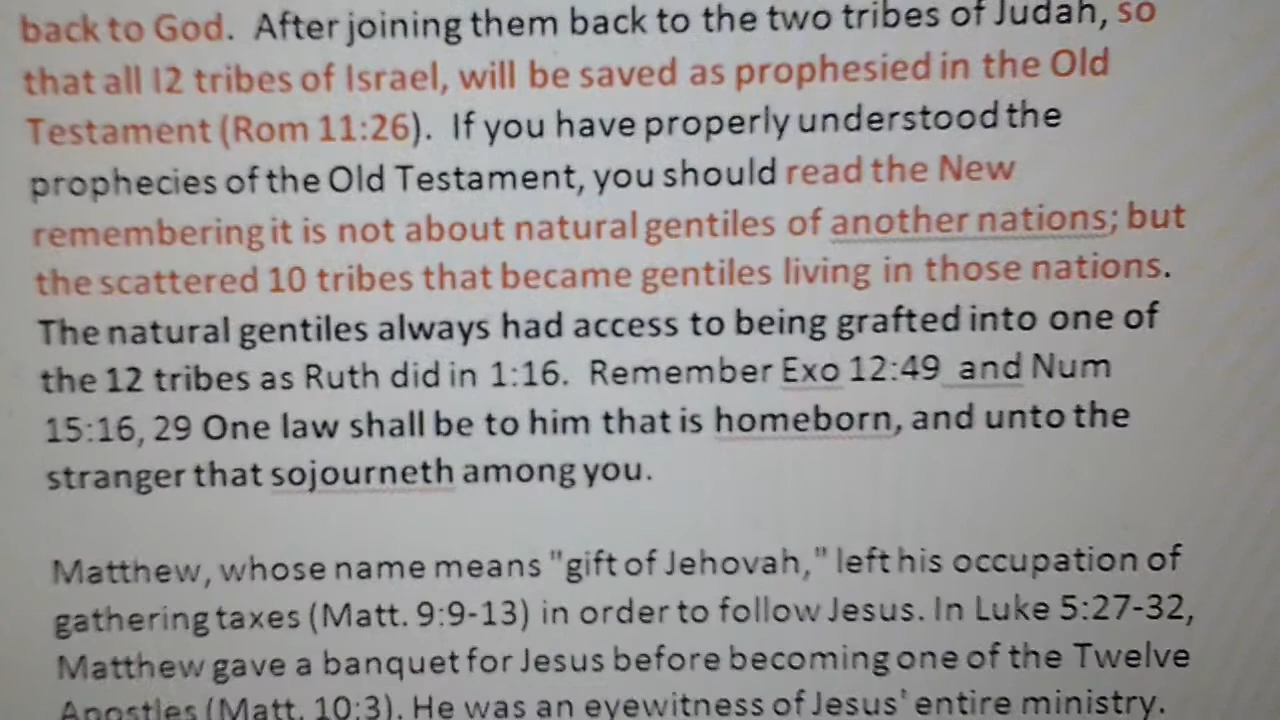 back to God. After joining them back to the two tribes of Judah, so
that all I2 tribes of Israel, will be saved as prophesied in the Old
Testament (Rom 11:26). If you have properly understood the
prophecies of the Old Testament, you should read the New
remembering it is not about natural gentiles of another nations; but
the scattered 10 tribes that became gentiles living in those nations.
The natural gentiles always had access to being grafted into one of
the 12 tribes as Ruth did in 1:16. Remember Exo 12:49 and Num
15:16, 29 One law shall be to him that is homeborn, and unto the
stranger that sojourneth among you.
Matthew, whose name means "gift of Jehovah," left his occupation of
gathering taxes (Matt. 9:9-13) in order to follow Jesus. In Luke 5:27-32,
Matthew gave a banquet for Jesus before becoming one of the Twelve
Apostles (Matt. 10:3). He was an eyewitness of Jesus' entire ministry.